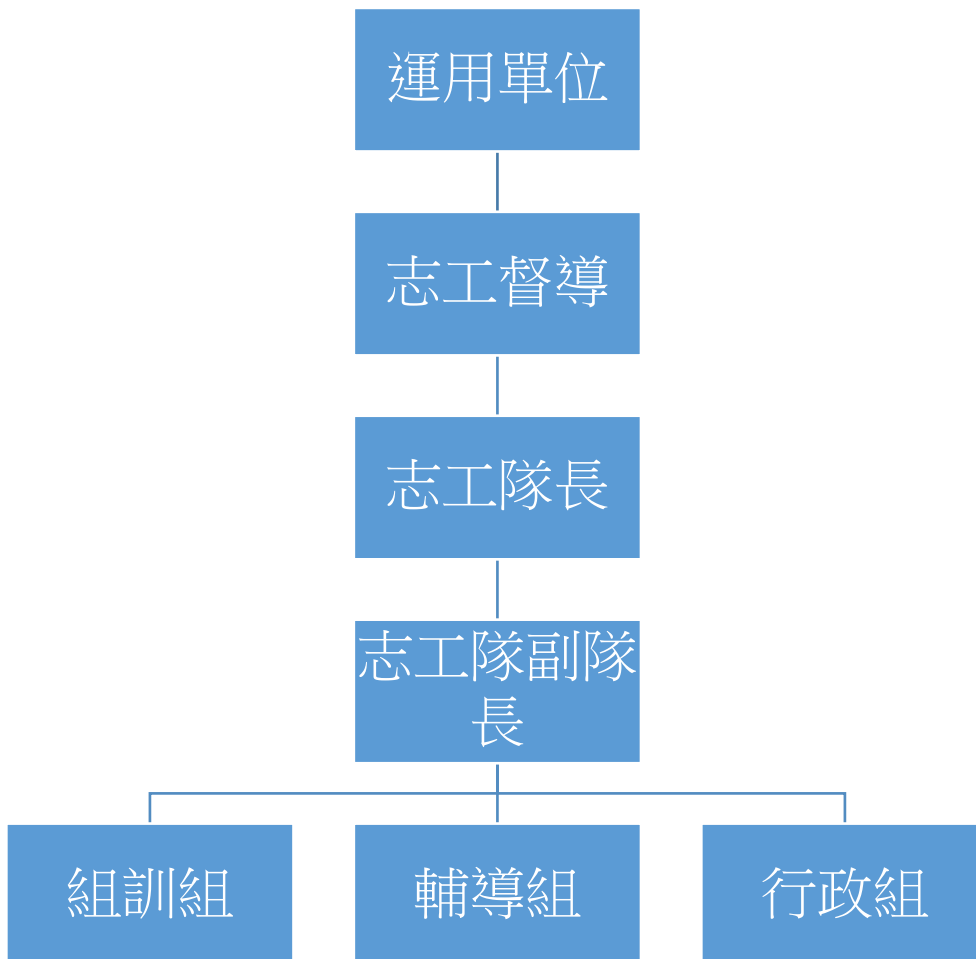 運用單位
志工督導
志工隊長
志工隊副隊
長
組訓組
輔導組
行政組